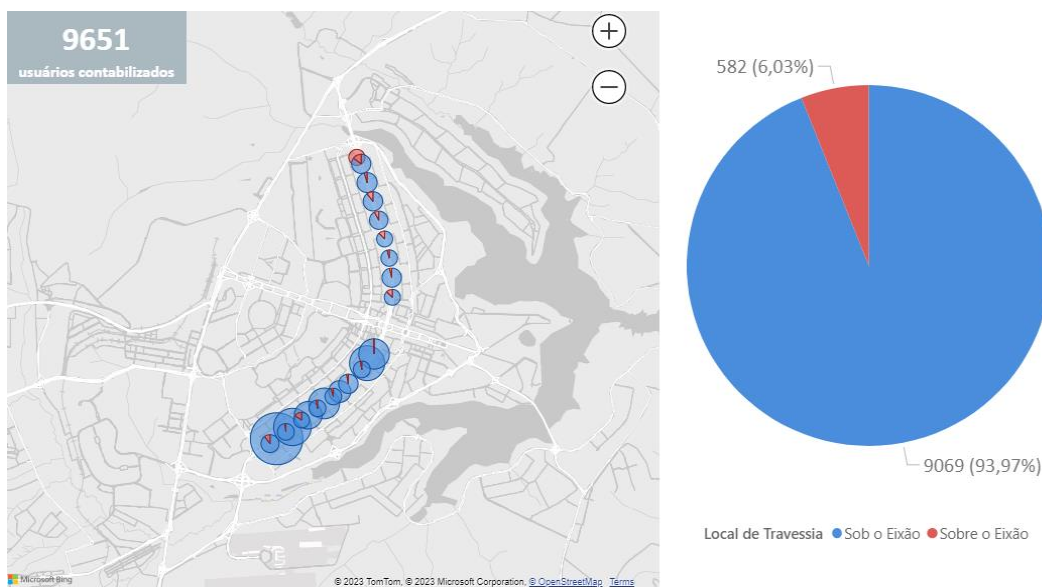 9651
usuários contabilizados
582 (6,03%)
9069 (93,97%)
Local de Travessia Sob o Eixão Sobre o Eixão
Microsoft Bing
© 2023 TomTom, © 2023 Microsoft Corporation, © OpenStreetMap Terms